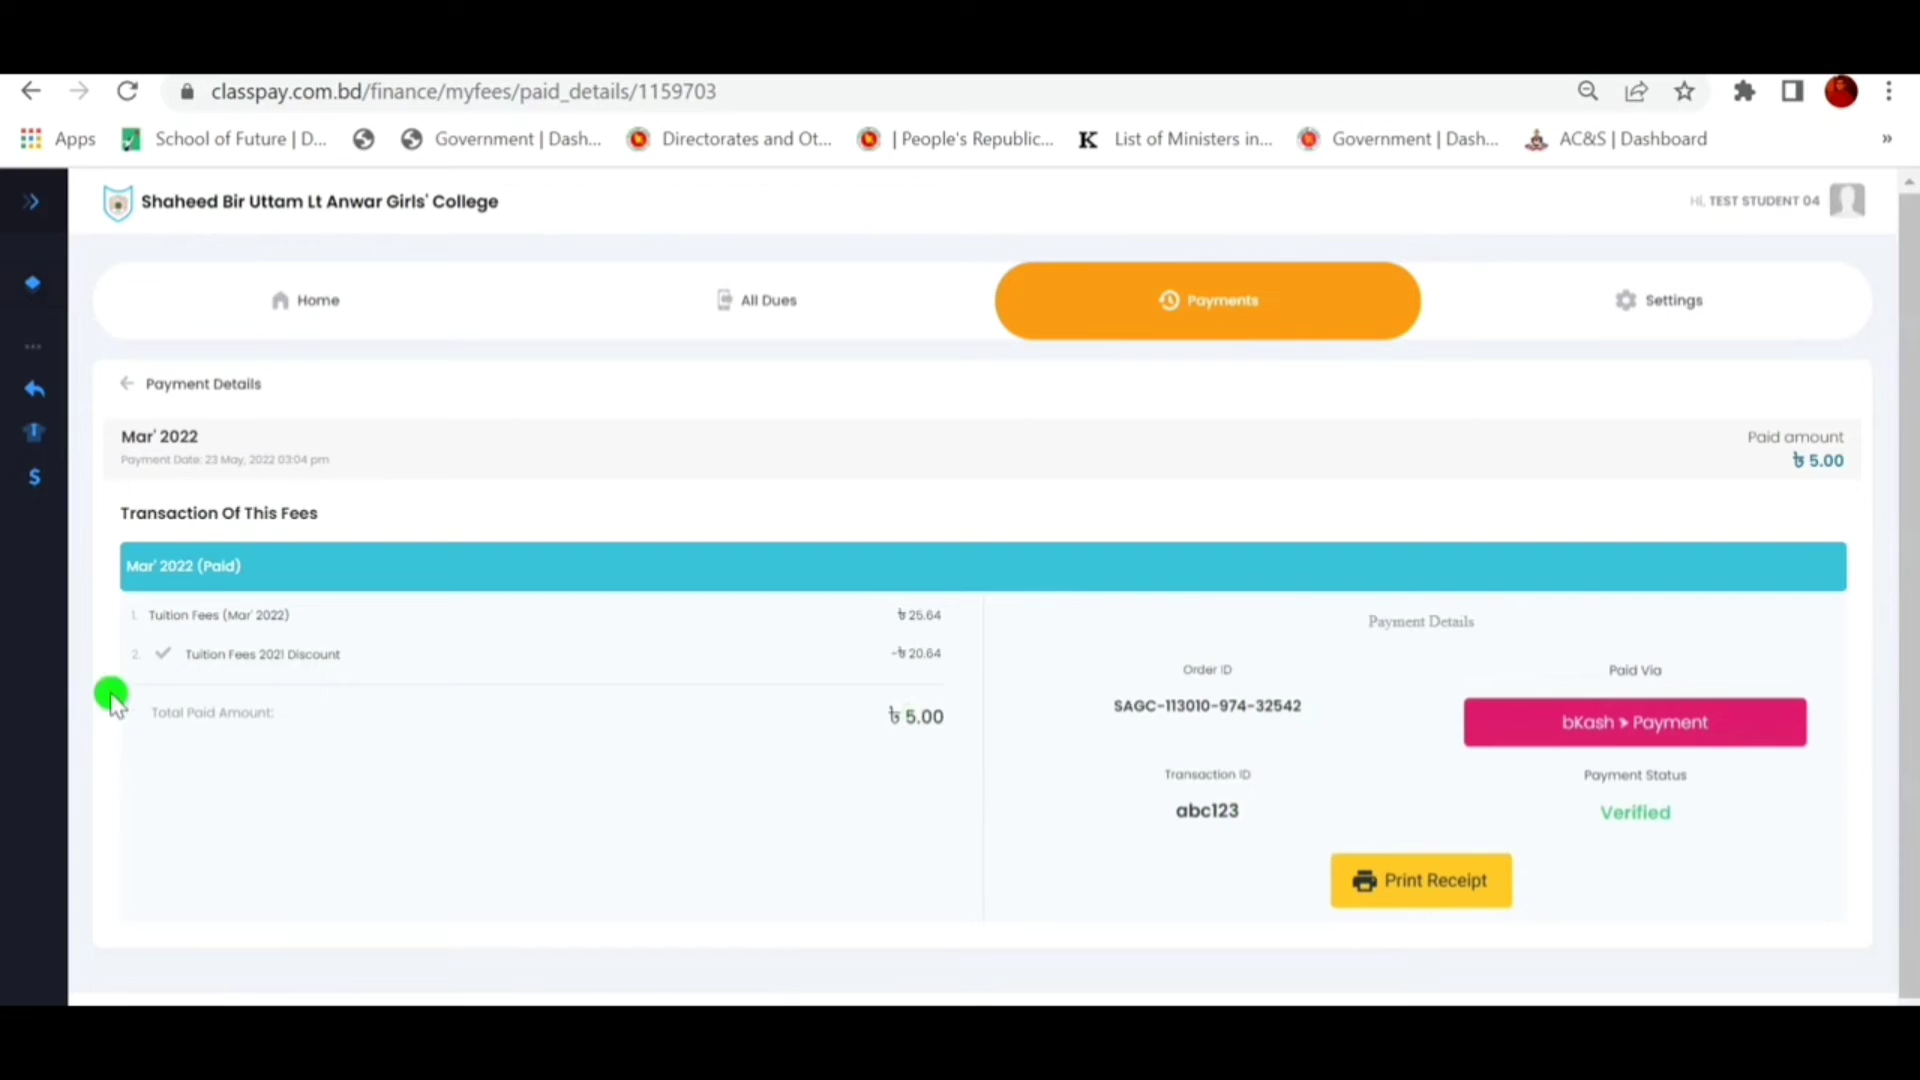 classpay.com.bd/finance/myfees/paid_details/1159703
Apps School of Future | D... Government | Dash... Directorates and Ot... | People's Republic... K List of Ministers in... Government | Dash... AC&S | Dashboard »
Shaheed Bir Uttam Lt Anwar Girls' College
Hi, TEST STUDENT 04
Home All Dues Payments Settings
Payment Details
Mar' 2022
Payment Date: 23 May, 2022 03:04 pm
Paid amount
৳ 5.00
Transaction Of This Fees
Mar' 2022 (Paid)
1. Tuition Fees (Mar' 2022) ৳ 25.64
2. Tuition Fees 2021 Discount -৳ 20.64
Total Paid Amount: ৳ 5.00
Payment Details
Order ID
SAGC-113010-974-32542
Paid Via
bKash Payment
Transaction ID
abc123
Payment Status
Verified
Print Receipt